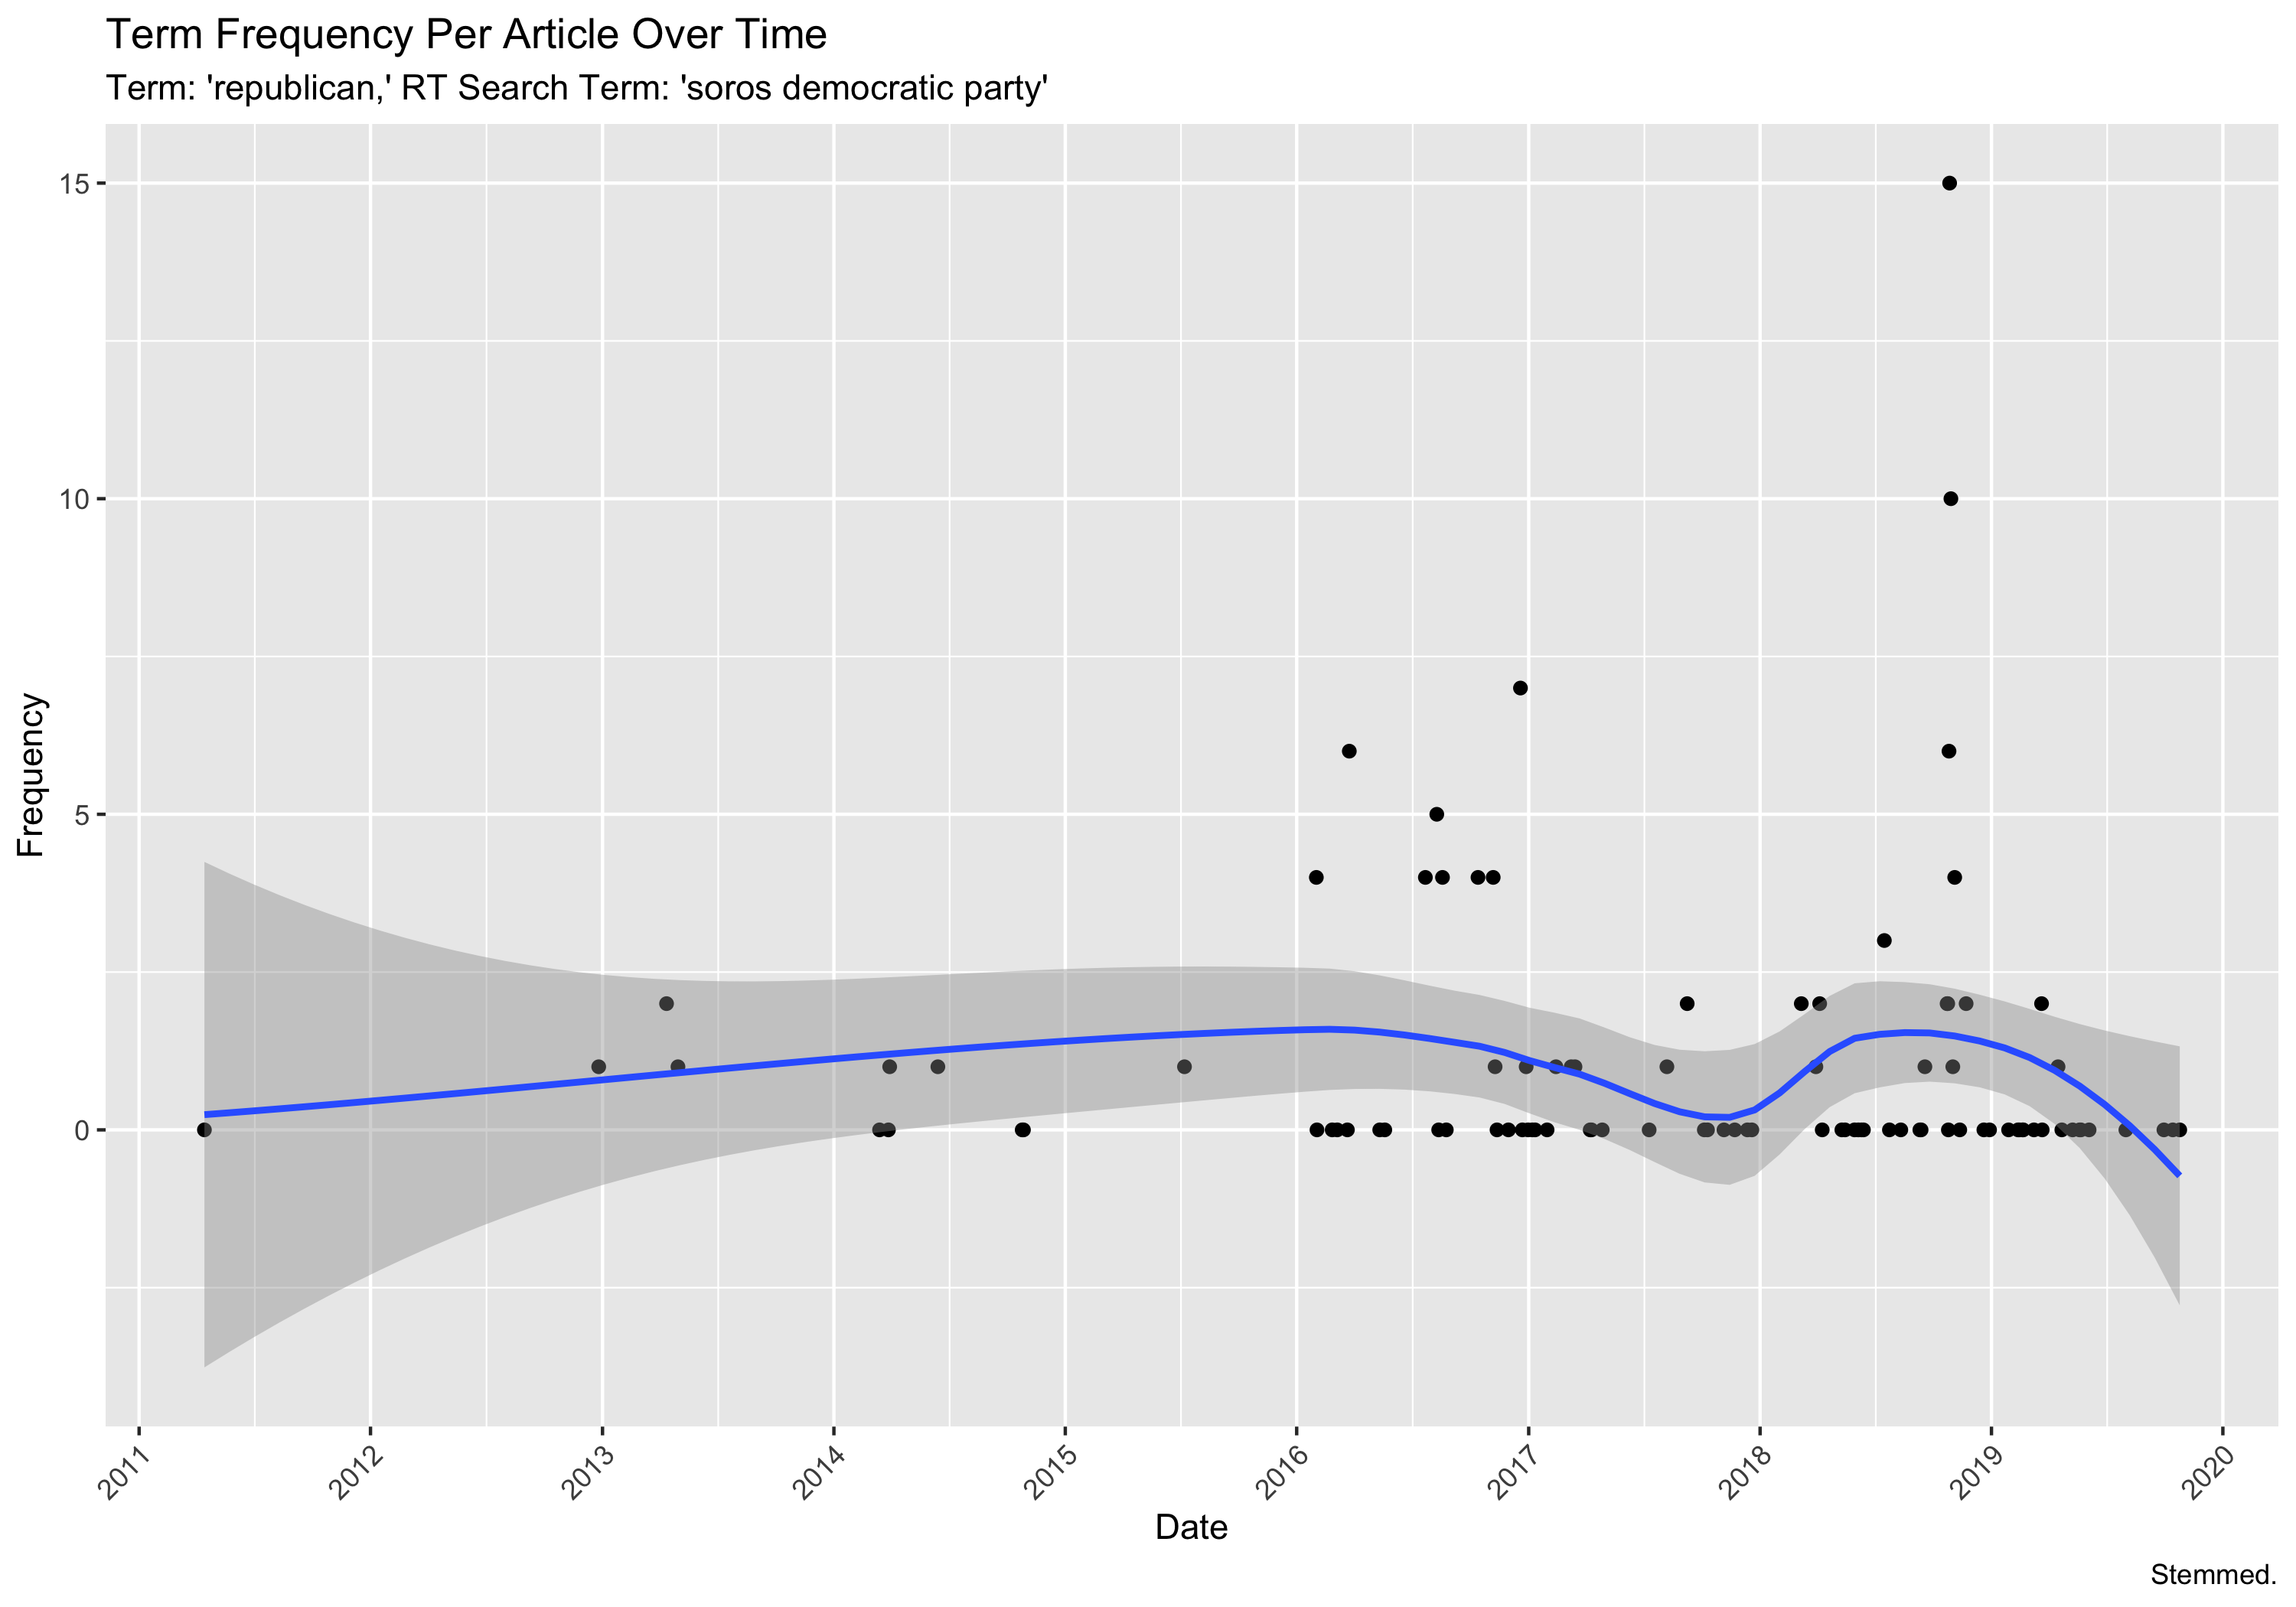 Term Frequency Per Article Over Time
Term: 'republican,' RT Search Term: 'soros democratic party'
15
10
5
0
Frequency
2011
2012
2013
2014
2015
2016
2017
2018
2019
2020
Date
Stemmed.